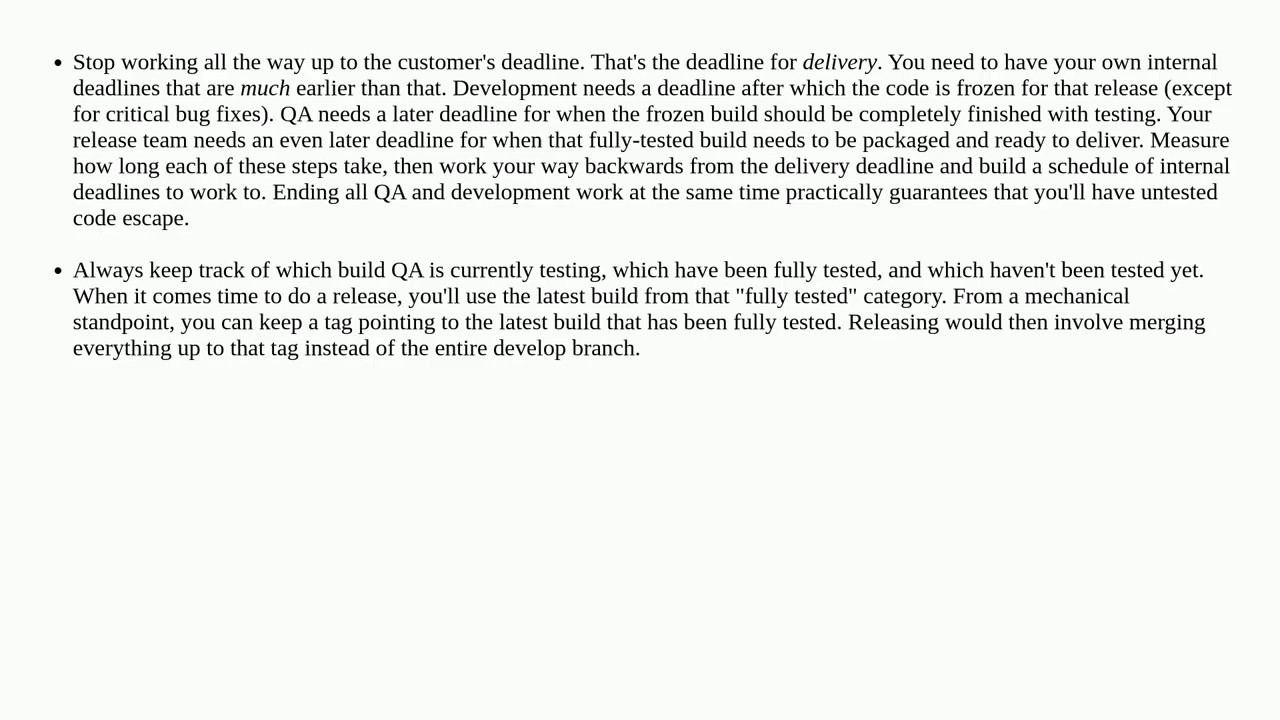 • Stop working all the way up to the customer's deadline. That's the deadline for delivery. You need to have your own internal
deadlines that are much earlier than that. Development needs a deadline after which the code is frozen for that release (except
for critical bug fixes). QA needs a later deadline for when the frozen build should be completely finished with testing. Your
release team needs an even later deadline for when that fully-tested build needs to be packaged and ready to deliver. Measure
how long each of these steps take, then work your way backwards from the delivery deadline and build a schedule of internal
deadlines to work to. Ending all QA and development work at the same time practically guarantees that you'll have untested
code escape.
• Always keep track of which build QA is currently testing, which have been fully tested, and which haven't been tested yet.
When it comes time to do a release, you'll use the latest build from that "fully tested" category. From a mechanical
standpoint, you can keep a tag pointing to the latest build that has been fully tested. Releasing would then involve merging
everything up to that tag instead of the entire develop branch.